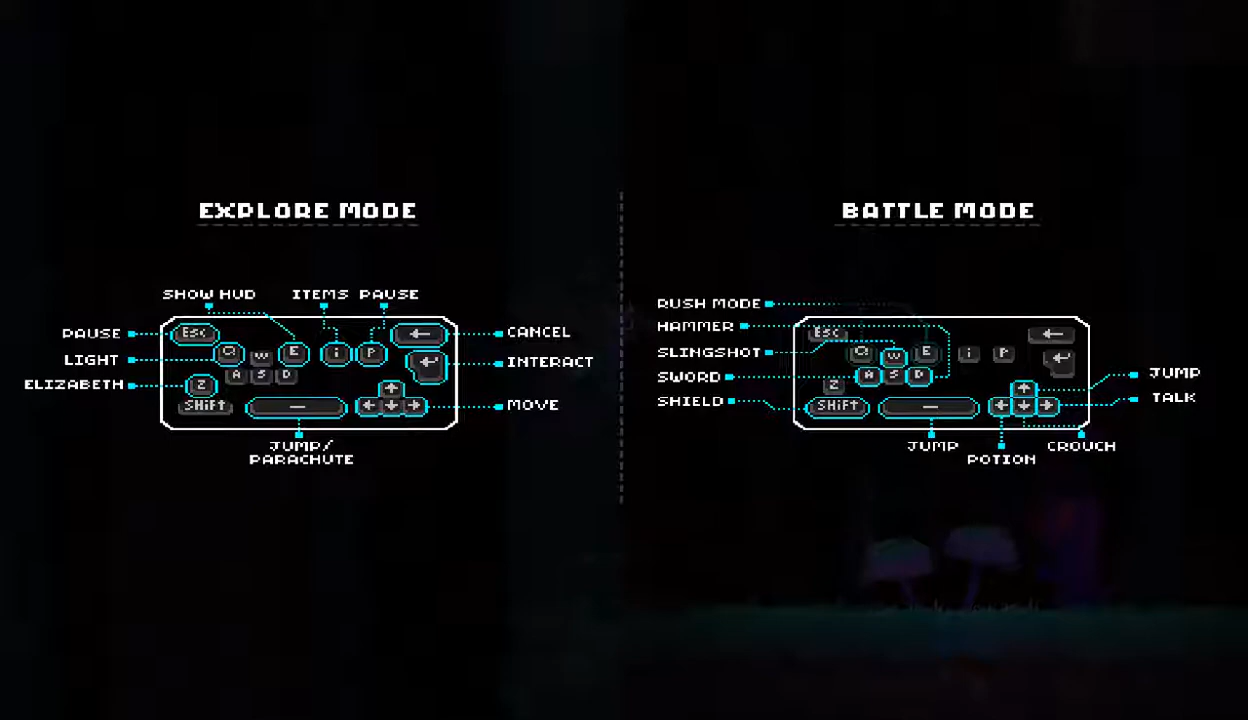 EXPLORE MODE
SHOW HUD ITEMS PAUSE
PAUSE
LIGHT
ELIZABETH
Esc
Q W E i P
A S D
Z
SHiFt
CANCEL
INTERACT
MOVE
JUMP/
PARACHUTE
BATTLE MODE
RUSH MODE
HAMMER
SLINGSHOT
SWORD
SHIELD
Esc
Q W E i P
A S D
Z
SHiFt
JUMP
TALK
JUMP
POTION
CROUCH